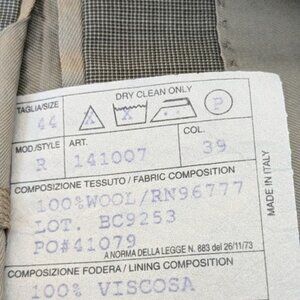 DRY CLEAN ONLY
TAGLIA/SIZE
44
P
MOD/STYLE ART. COL.
R 141007 39
COMPOSIZIONE TESSUTO / FABRIC COMPOSITION
100%WOOL/RN96777
LOT. BC9253
PO#41079
A NORMA DELLA LEGGE N. 883 del 26/11/73
COMPOSIZIONE FODERA / LINING COMPOSITION
100% VISCOSA
MADE IN ITALY